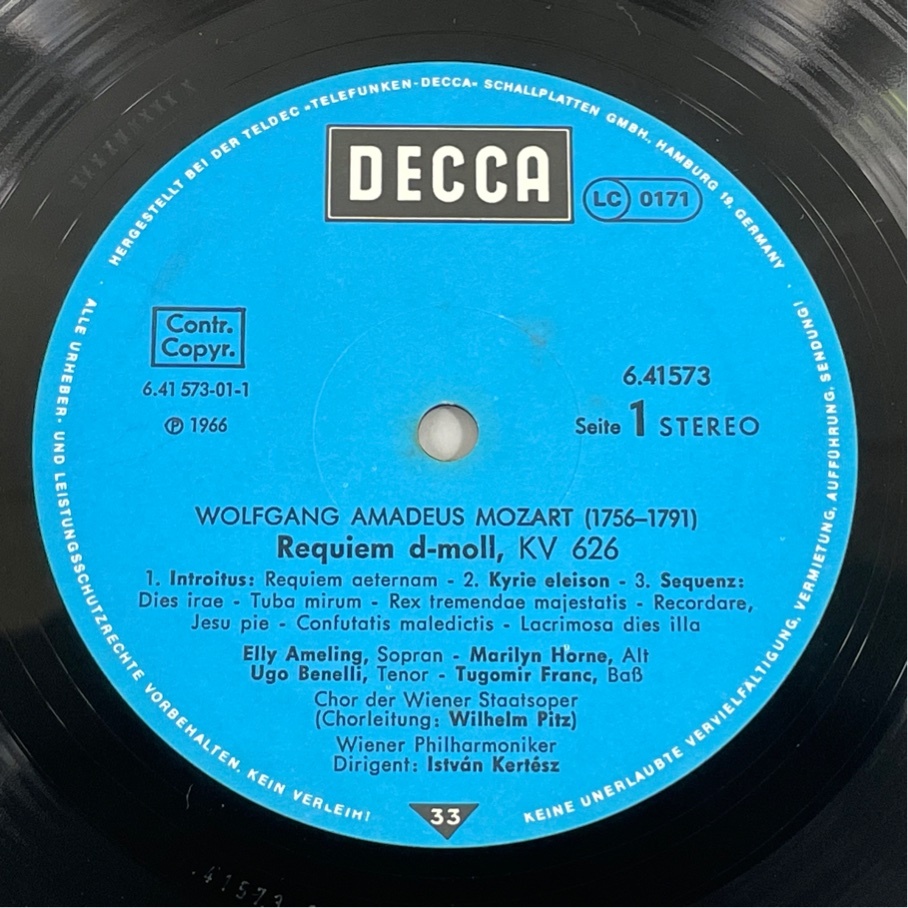 HERGESTELLT BEI DER TELDEC »TELEFUNKEN-DECCA« SCHALLPLATTEN GMBH., HAMBURG 19, GERMANY
DECCA
LC 0171
Contr.
Copyr.
6.41 573-01-1
Ⓟ 1966
6.41573
Seite 1 STEREO
WOLFGANG AMADEUS MOZART (1756–1791)
Requiem d-moll, KV 626
1. Introitus: Requiem aeternam - 2. Kyrie eleison - 3. Sequenz:
Dies irae - Tuba mirum - Rex tremendae majestatis - Recordare,
Jesu pie - Confutatis maledictis - Lacrimosa dies illa
Elly Ameling, Sopran - Marilyn Horne, Alt
Ugo Benelli, Tenor - Tugomir Franc, Baß
Chor der Wiener Staatsoper
(Chorleitung: Wilhelm Pitz)
Wiener Philharmoniker
Dirigent: István Kertész
33
ALLE URHEBER- UND LEISTUNGSSCHUTZRECHTE VORBEHALTEN. KEIN VERLEIH!
KEINE UNERLAUBTE VERVIELFÄLTIGUNG, VERMIETUNG, AUFFÜHRUNG, SENDUNG!
41573